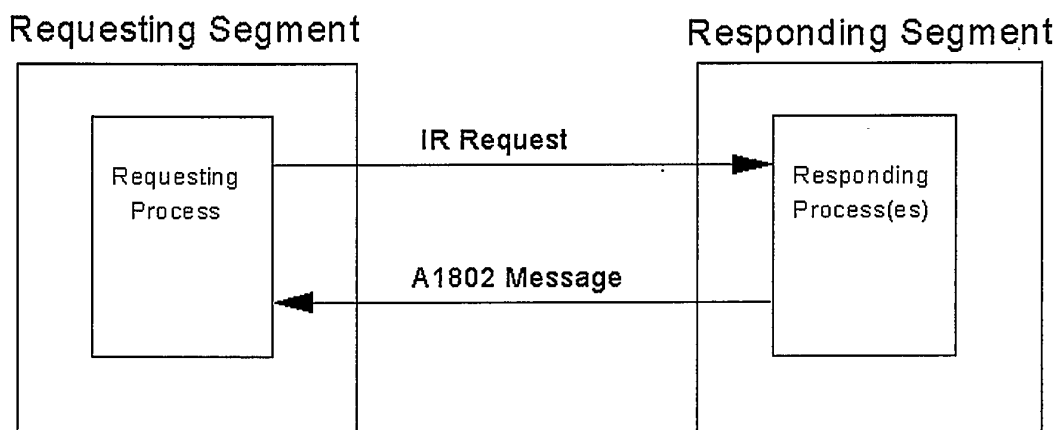 Requesting Segment
Responding Segment
IR Request
Requesting
Process
Responding
Process(es)
A1802 Message